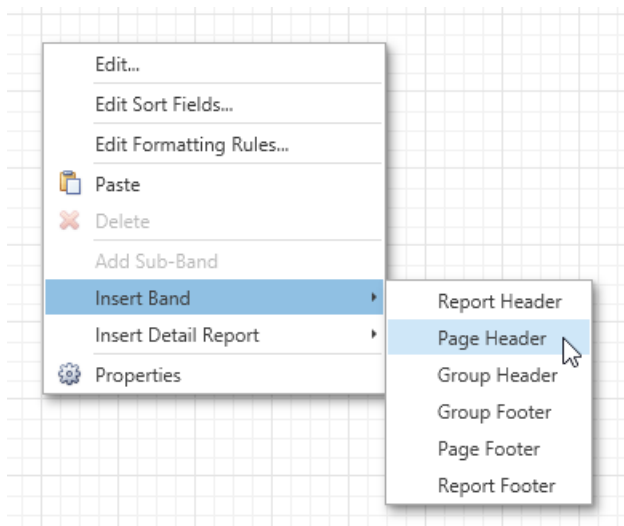 Edit...
Edit Sort Fields...
Edit Formatting Rules...
Paste
Delete
Add Sub-Band
Insert Band
Insert Detail Report
Properties
Report Header
Page Header
Group Header
Group Footer
Page Footer
Report Footer